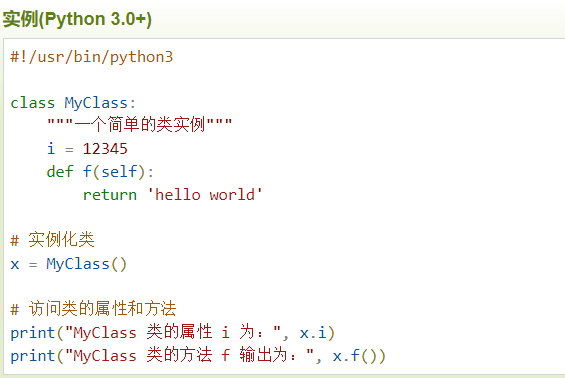 实例(Python 3.0+)
#!/usr/bin/python3
class MyClass:
    """一个简单的类实例"""
    i = 12345
    def f(self):
        return 'hello world'
# 实例化类
x = MyClass()
# 访问类的属性和方法
print("MyClass 类的属性 i 为：", x.i)
print("MyClass 类的方法 f 输出为：", x.f())